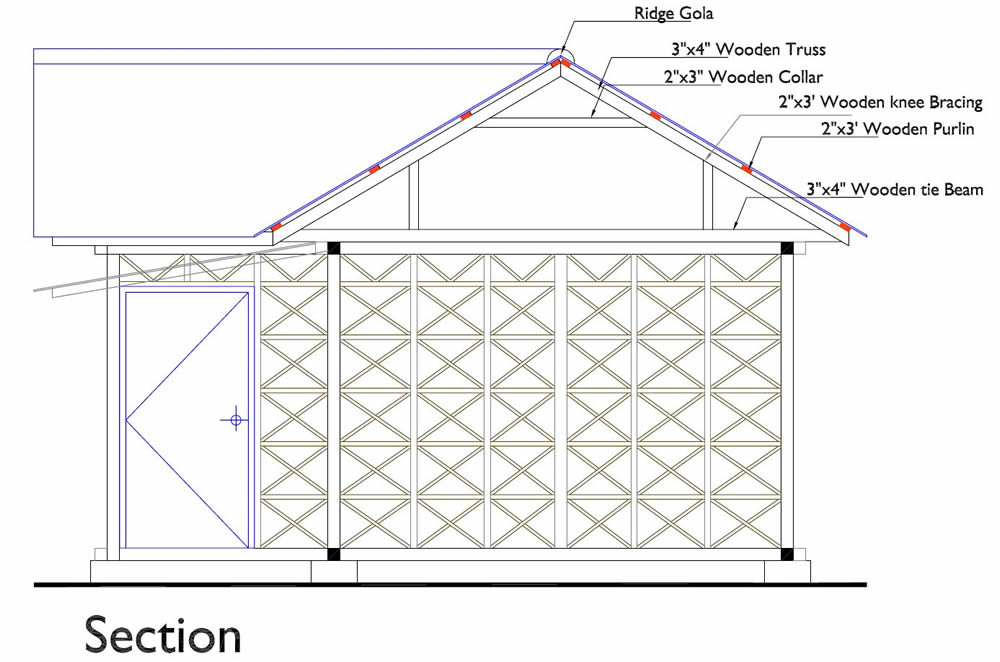 Ridge Gola
3"x4" Wooden Truss
2"x3" Wooden Collar
2"x3' Wooden knee Bracing
2"x3' Wooden Purlin
3"x4" Wooden tie Beam
Section